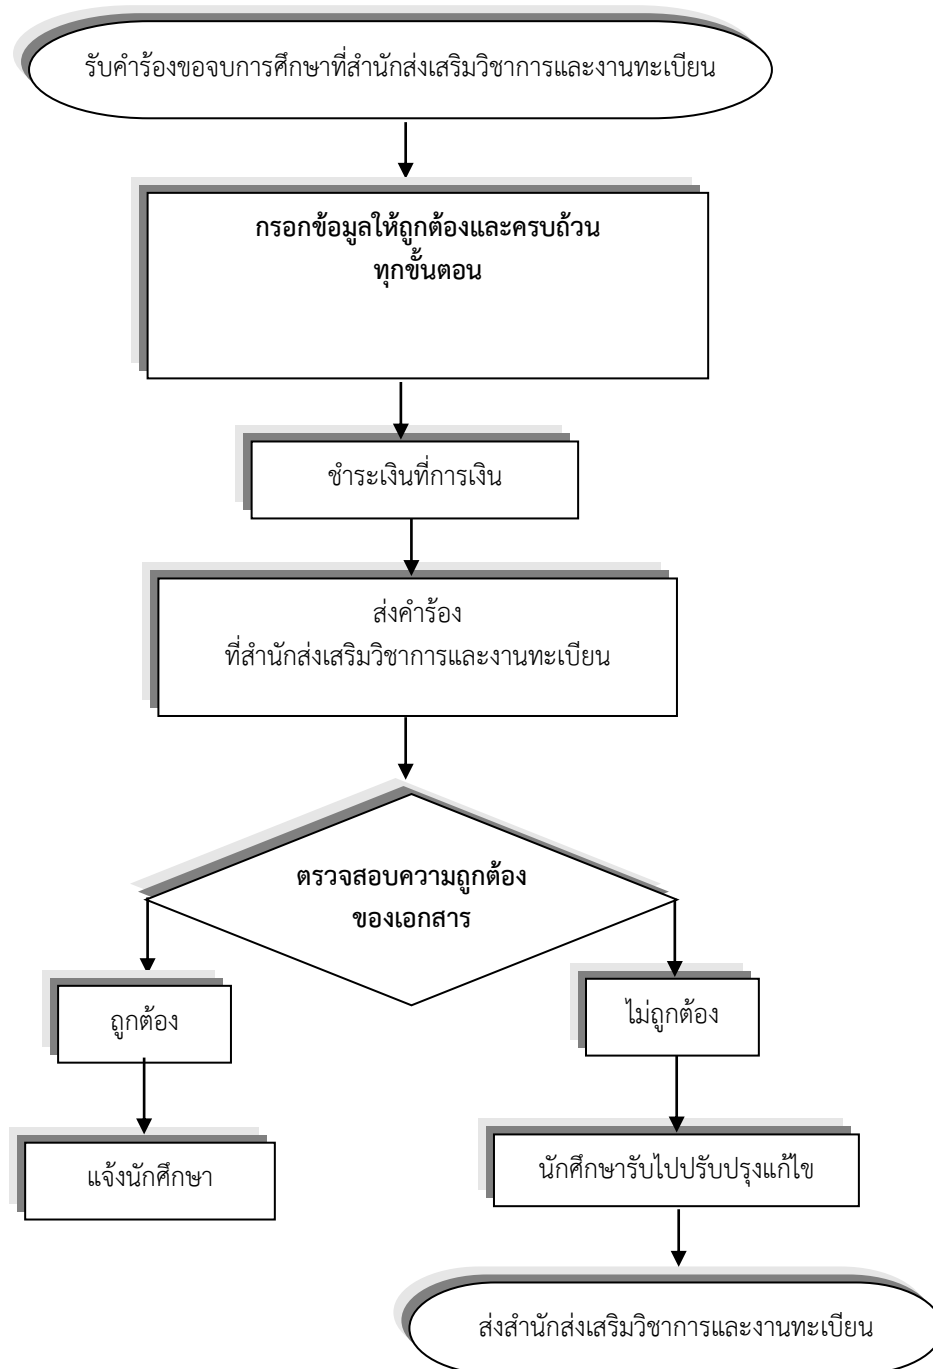 รับคำร้องขอจบการศึกษาที่สำนักส่งเสริมวิชาการและงานทะเบียน
กรอกข้อมูลให้ถูกต้องและครบถ้วน
ทุกขั้นตอน
ชำระเงินที่การเงิน
ส่งคำร้อง
ที่สำนักส่งเสริมวิชาการและงานทะเบียน
ตรวจสอบความถูกต้อง
ของเอกสาร
ถูกต้อง
ไม่ถูกต้อง
แจ้งนักศึกษา
นักศึกษารับไปปรับปรุงแก้ไข
ส่งสำนักส่งเสริมวิชาการและงานทะเบียน